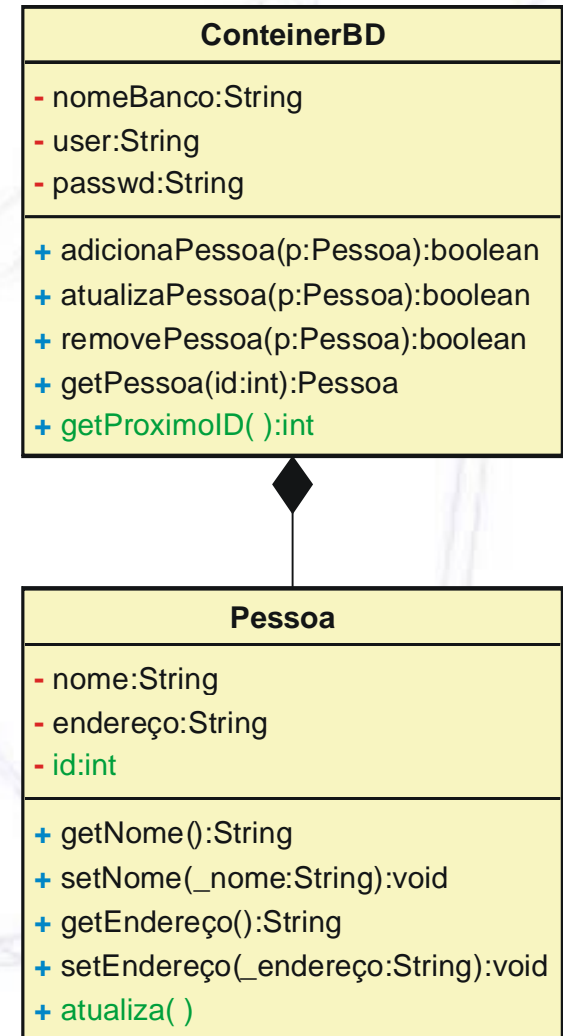 ConteinerBD
- nomeBanco:String
- user:String
- passwd:String
+ adicionaPessoa(p:Pessoa):boolean
+ atualizaPessoa(p:Pessoa):boolean
+ removePessoa(p:Pessoa):boolean
+ getPessoa(id:int):Pessoa
+ getProximoID( ):int
Pessoa
- nome:String
- endereço:String
- id:int
+ getNome():String
+ setNome(_nome:String):void
+ getEndereço():String
+ setEndereço(_endereço:String):void
+ atualiza( )